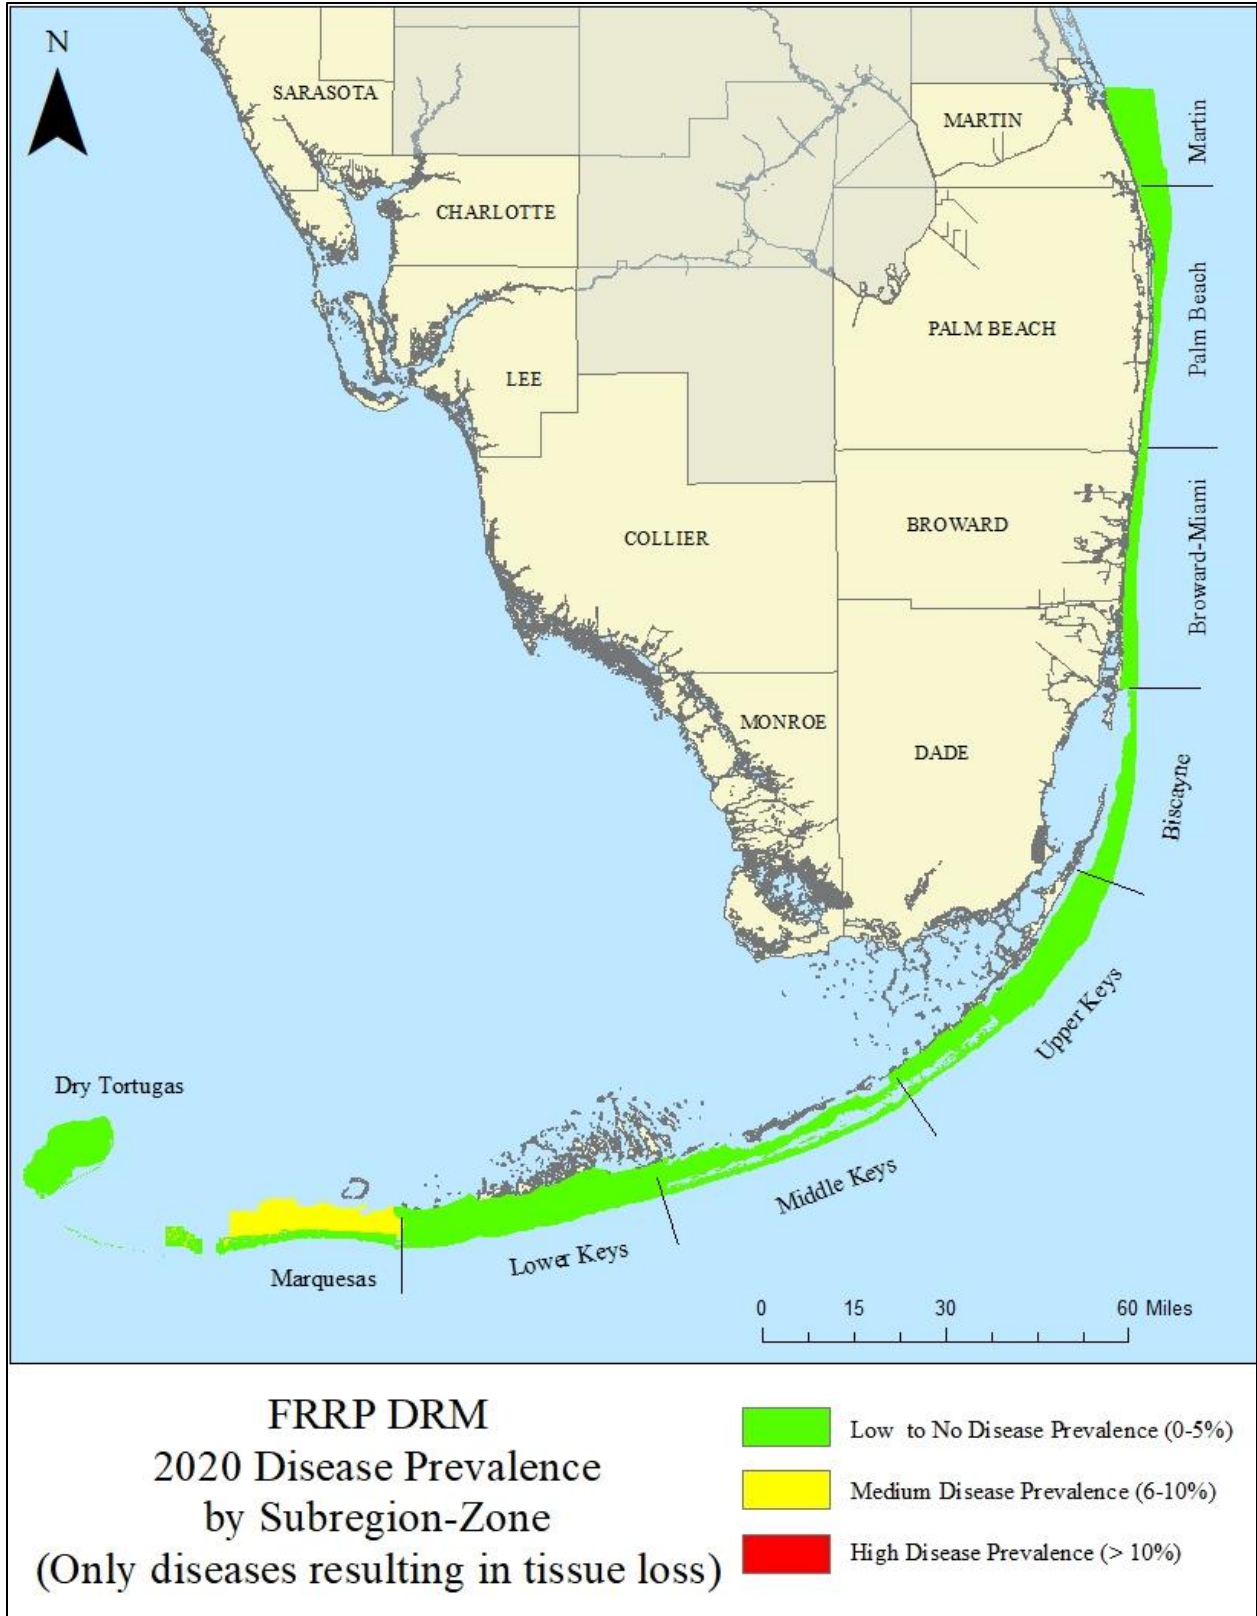 N
SARASOTA
MARTIN
Martin
CHARLOTTE
PALM BEACH
Palm Beach
LEE
COLLIER
BROWARD
Broward-Miami
MONROE
DADE
Biscayne
Upper Keys
Dry Tortugas
Middle Keys
Lower Keys
Marquesas
0 15 30 60 Miles
FRRP DRM
2020 Disease Prevalence
by Subregion-Zone
(Only diseases resulting in tissue loss)
Low to No Disease Prevalence (0-5%)
Medium Disease Prevalence (6-10%)
High Disease Prevalence (> 10%)